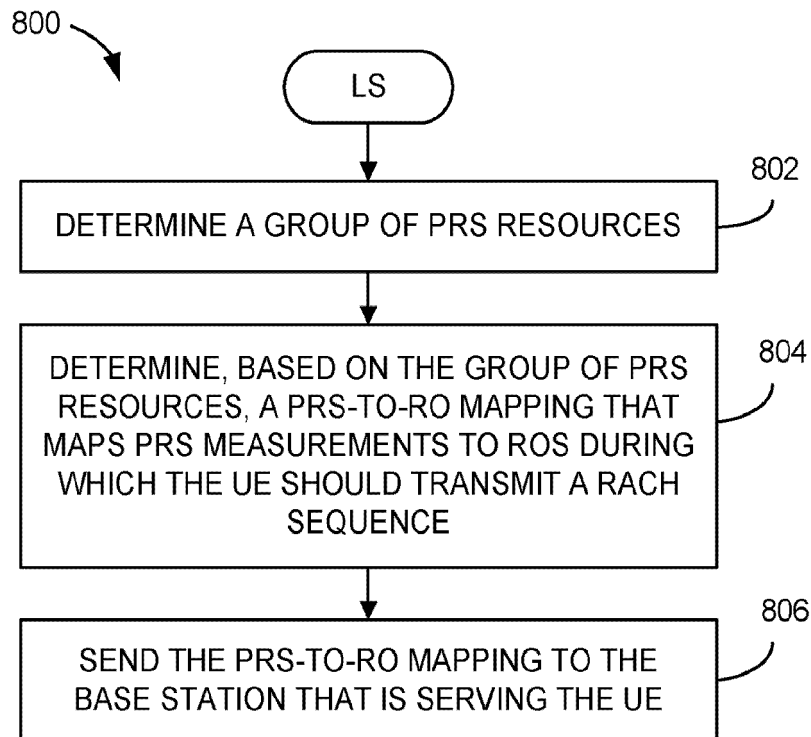 800
LS
802
DETERMINE A GROUP OF PRS RESOURCES
804
DETERMINE, BASED ON THE GROUP OF PRS
RESOURCES, A PRS-TO-RO MAPPING THAT
MAPS PRS MEASUREMENTS TO ROS DURING
WHICH THE UE SHOULD TRANSMIT A RACH
SEQUENCE
806
SEND THE PRS-TO-RO MAPPING TO THE
BASE STATION THAT IS SERVING THE UE